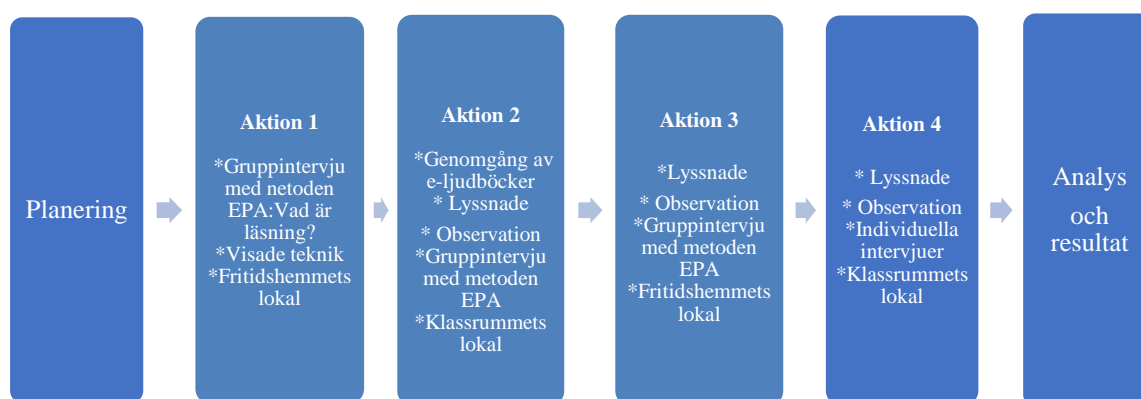 Planering
Aktion 1
*Gruppintervju
med netoden
EPA:Vad är
läsning?
*Visade teknik
*Fritidshemmets
lokal
Aktion 2
*Genomgång av
e-ljudböcker
* Lyssnade
* Observation
*Gruppintervju
med metoden
EPA
*Klassrummets
lokal
Aktion 3
*Lyssnade
* Observation
*Gruppintervju
med metoden
EPA
*Fritidshemmets
lokal
Aktion 4
* Lyssnade
* Observation
*Individuella
intervjuer
*Klassrummets
lokal
Analys
och
resultat